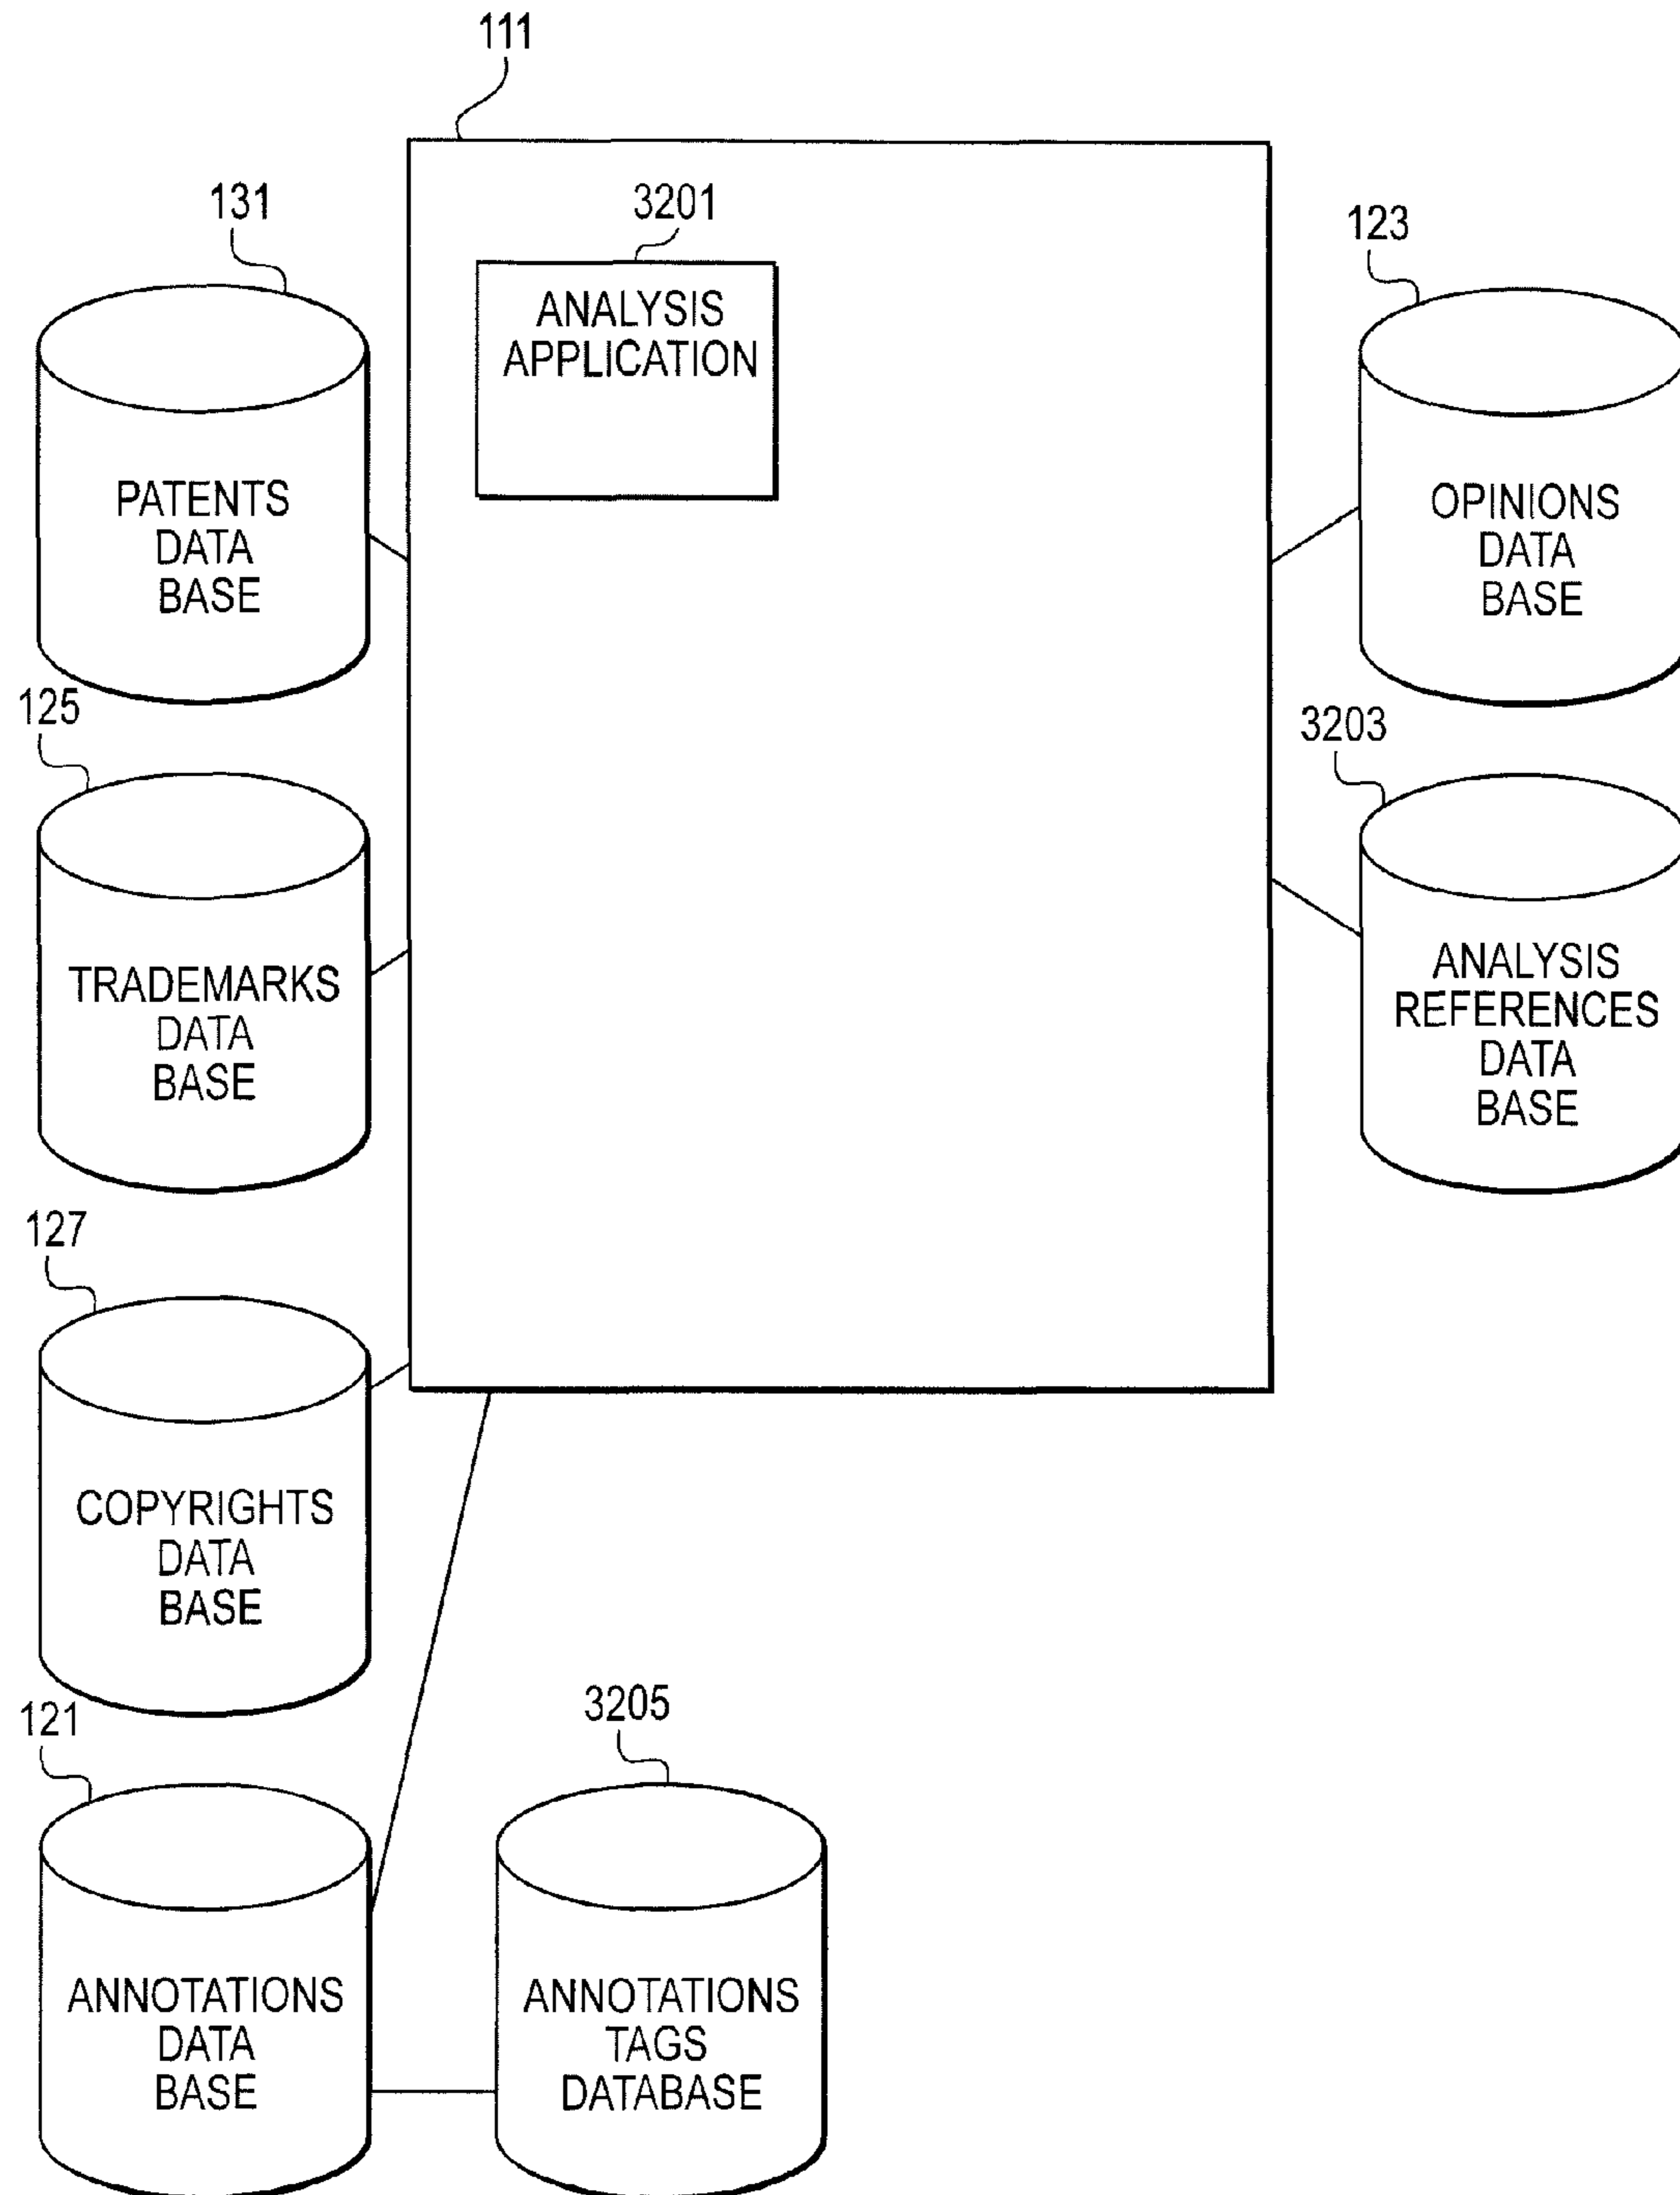 111
131
3201
123
ANALYSIS
APPLICATION
PATENTS
DATA
BASE
OPINIONS
DATA
BASE
125
3203
TRADEMARKS
DATA
BASE
ANALYSIS
REFERENCES
DATA
BASE
127
COPYRIGHTS
DATA
BASE
121
3205
ANNOTATIONS
DATA
BASE
ANNOTATIONS
TAGS
DATABASE